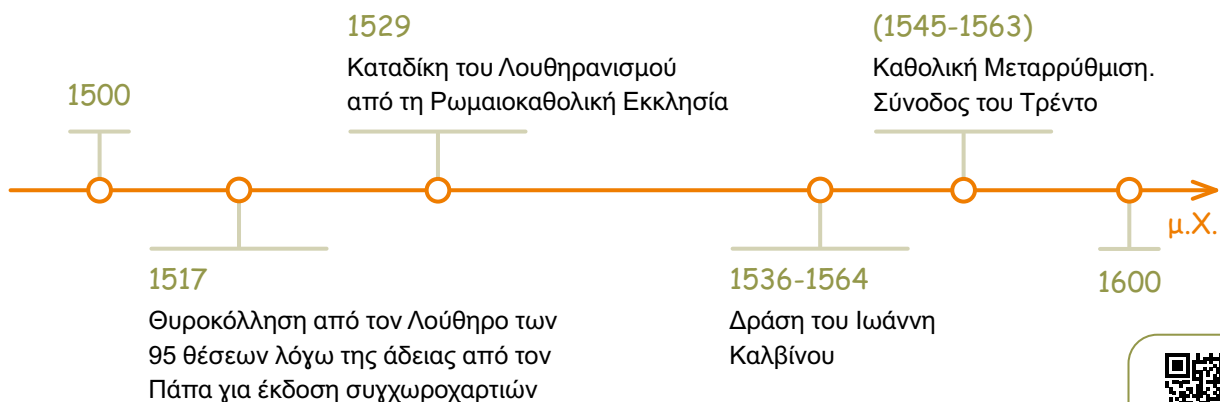 1500
1517
Θυροκόλληση από τον Λούθηρο των
95 θέσεων λόγω της άδειας από τον
Πάπα για έκδοση συγχωροχαρτιών
1529
Καταδίκη του Λουθηρανισμού
από τη Ρωμαιοκαθολική Εκκλησία
1536-1564
Δράση του Ιωάννη
Καλβίνου
(1545-1563)
Καθολική Μεταρρύθμιση.
Σύνοδος του Τρέντο
1600
μ.Χ.